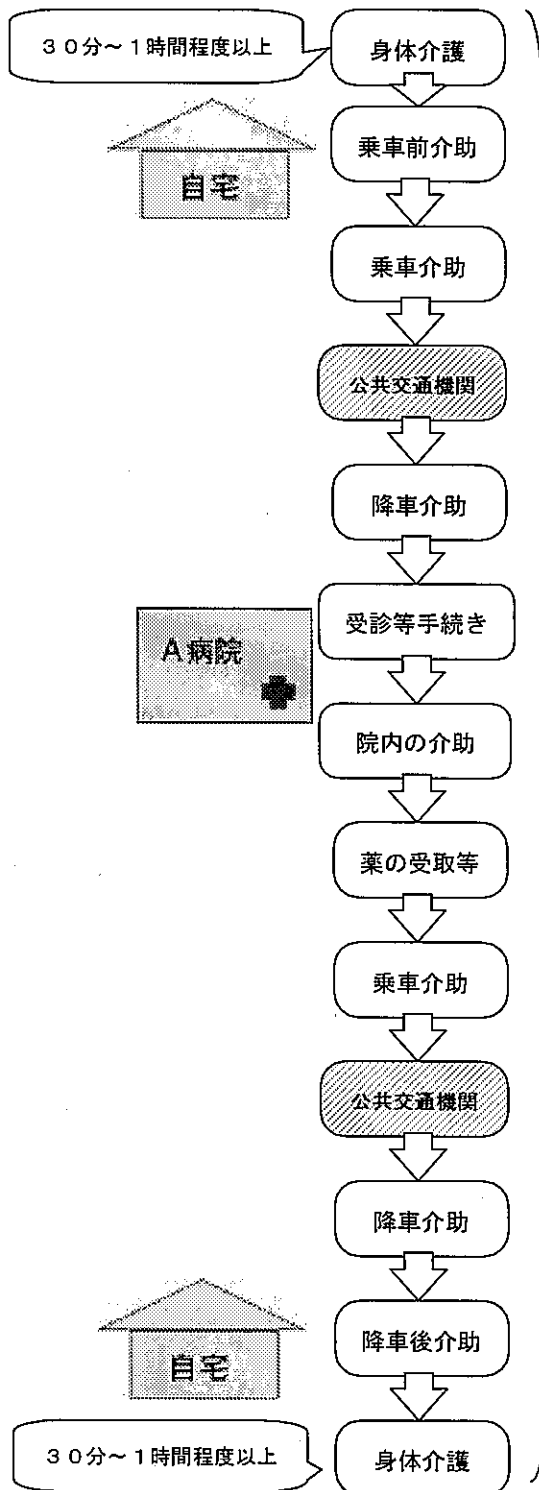 ３０分～１時間程度以上
身体介護
自宅
乗車前介助
乗車介助
公共交通機関
降車介助
A病院
受診等手続き
院内の介助
薬の受取等
乗車介助
公共交通機関
降車介助
自宅
降車後介助
３０分～１時間程度以上
身体介護